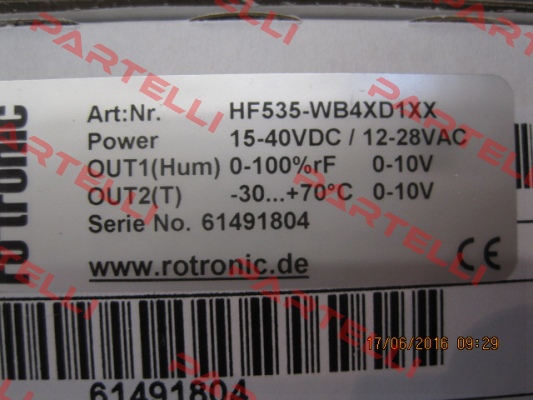 rotronic
Art:Nr. HF535-WB4XD1XX
Power 15-40VDC / 12-28VAC
OUT1(Hum) 0-100%rF 0-10V
OUT2(T) -30...+70°C 0-10V
Serie No. 61491804
www.rotronic.de
CE
17/06/2016 09:29
61491804
PARTELLI
PARTELLI
PARTELLI
PARTELLI
PARTELLI